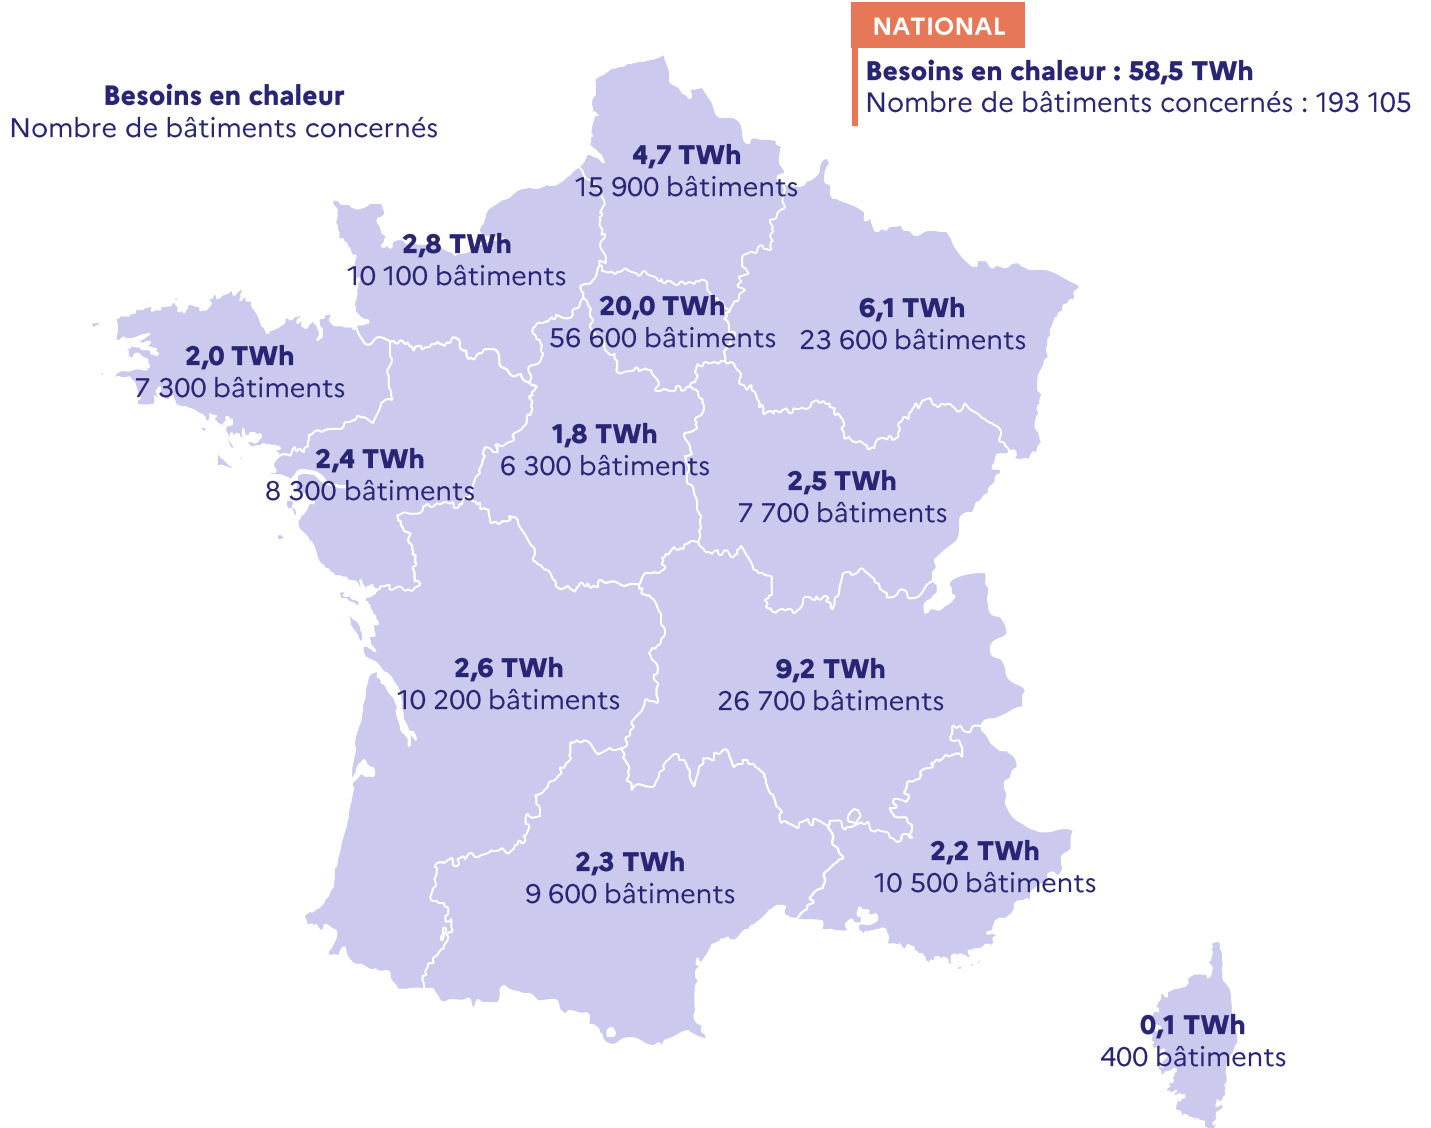 NATIONAL
Besoins en chaleur : 58,5 TWh
Nombre de bâtiments concernés : 193 105
Besoins en chaleur
Nombre de bâtiments concernés
4,7 TWh
15 900 bâtiments
2,8 TWh
10 100 bâtiments
20,0 TWh
56 600 bâtiments
6,1 TWh
23 600 bâtiments
2,0 TWh
7 300 bâtiments
2,4 TWh
8 300 bâtiments
1,8 TWh
6 300 bâtiments
2,5 TWh
7 700 bâtiments
2,6 TWh
10 200 bâtiments
9,2 TWh
26 700 bâtiments
2,3 TWh
9 600 bâtiments
2,2 TWh
10 500 bâtiments
0,1 TWh
400 bâtiments